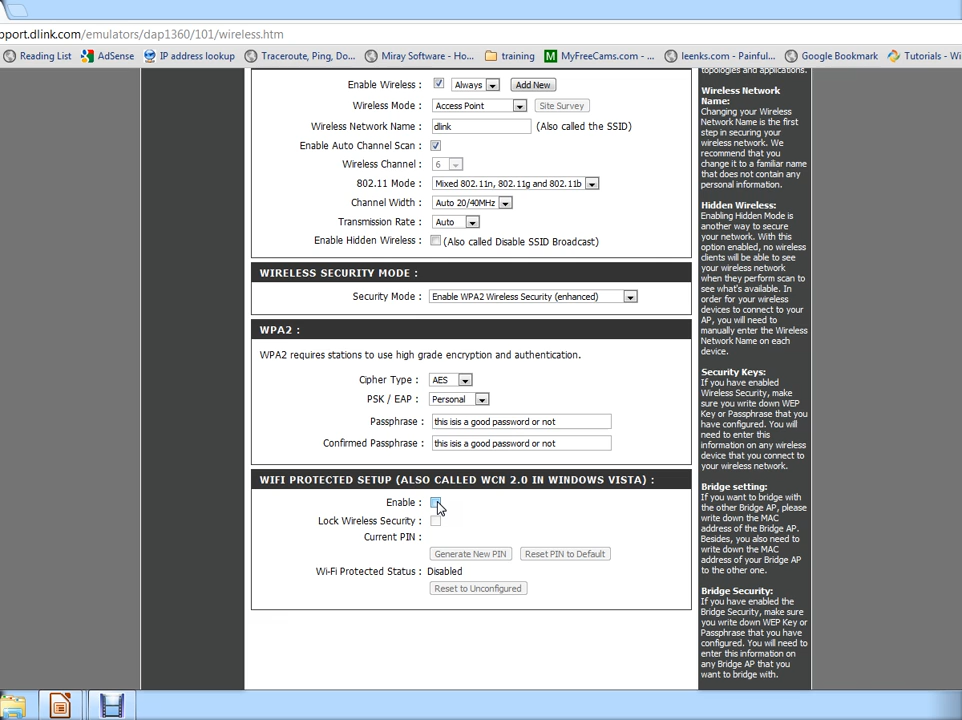 pport.dlink.com/emulators/dap1360/101/wireless.htm
Reading List AdSense IP address lookup Traceroute, Ping, Do... Miray Software - Ho... training MyFreeCams.com - ... leenks.com - Painful... Google Bookmark Tutorials - Wi
Enable Wireless : Always Add New
Wireless Mode : Access Point Site Survey
Wireless Network Name : dlink (Also called the SSID)
Enable Auto Channel Scan :
Wireless Channel : 6
802.11 Mode : Mixed 802.11n, 802.11g and 802.11b
Channel Width : Auto 20/40MHz
Transmission Rate : Auto
Enable Hidden Wireless : (Also called Disable SSID Broadcast)
WIRELESS SECURITY MODE :
Security Mode : Enable WPA2 Wireless Security (enhanced)
WPA2 :
WPA2 requires stations to use high grade encryption and authentication.
Cipher Type : AES
PSK / EAP : Personal
Passphrase : this isis a good password or not
Confirmed Passphrase : this isis a good password or not
WIFI PROTECTED SETUP (ALSO CALLED WCN 2.0 IN WINDOWS VISTA) :
Enable :
Lock Wireless Security :
Current PIN :
Generate New PIN Reset PIN to Default
Wi-Fi Protected Status : Disabled
Reset to Unconfigured
topologies and applications.
Wireless Network
Name:
Changing your Wireless
Network Name is the first
step in securing your
wireless network. We
recommend that you
change it to a familiar name
that does not contain any
personal information.
Hidden Wireless:
Enabling Hidden Mode is
another way to secure
your network. With this
option enabled, no wireless
clients will be able to see
your wireless network
when they perform scan to
see what's available. In
order for your wireless
devices to connect to your
AP, you will need to
manually enter the Wireless
Network Name on each
device.
Security Keys:
If you have enabled
Wireless Security, make
sure you write down WEP
Key or Passphrase that you
have configured. You will
need to enter this
information on any wireless
device that you connect to
your wireless network.
Bridge setting:
If you want to bridge with
the other Bridge AP, please
write down the MAC
address of the Bridge AP.
Besides, you also need to
write down the MAC
address of your Bridge AP
to the other one.
Bridge Security:
If you have enabled the
Bridge Security, make sure
you write down WEP Key or
Passphrase that you have
configured. You will need to
enter this information on
any Bridge AP that you
want to bridge with.